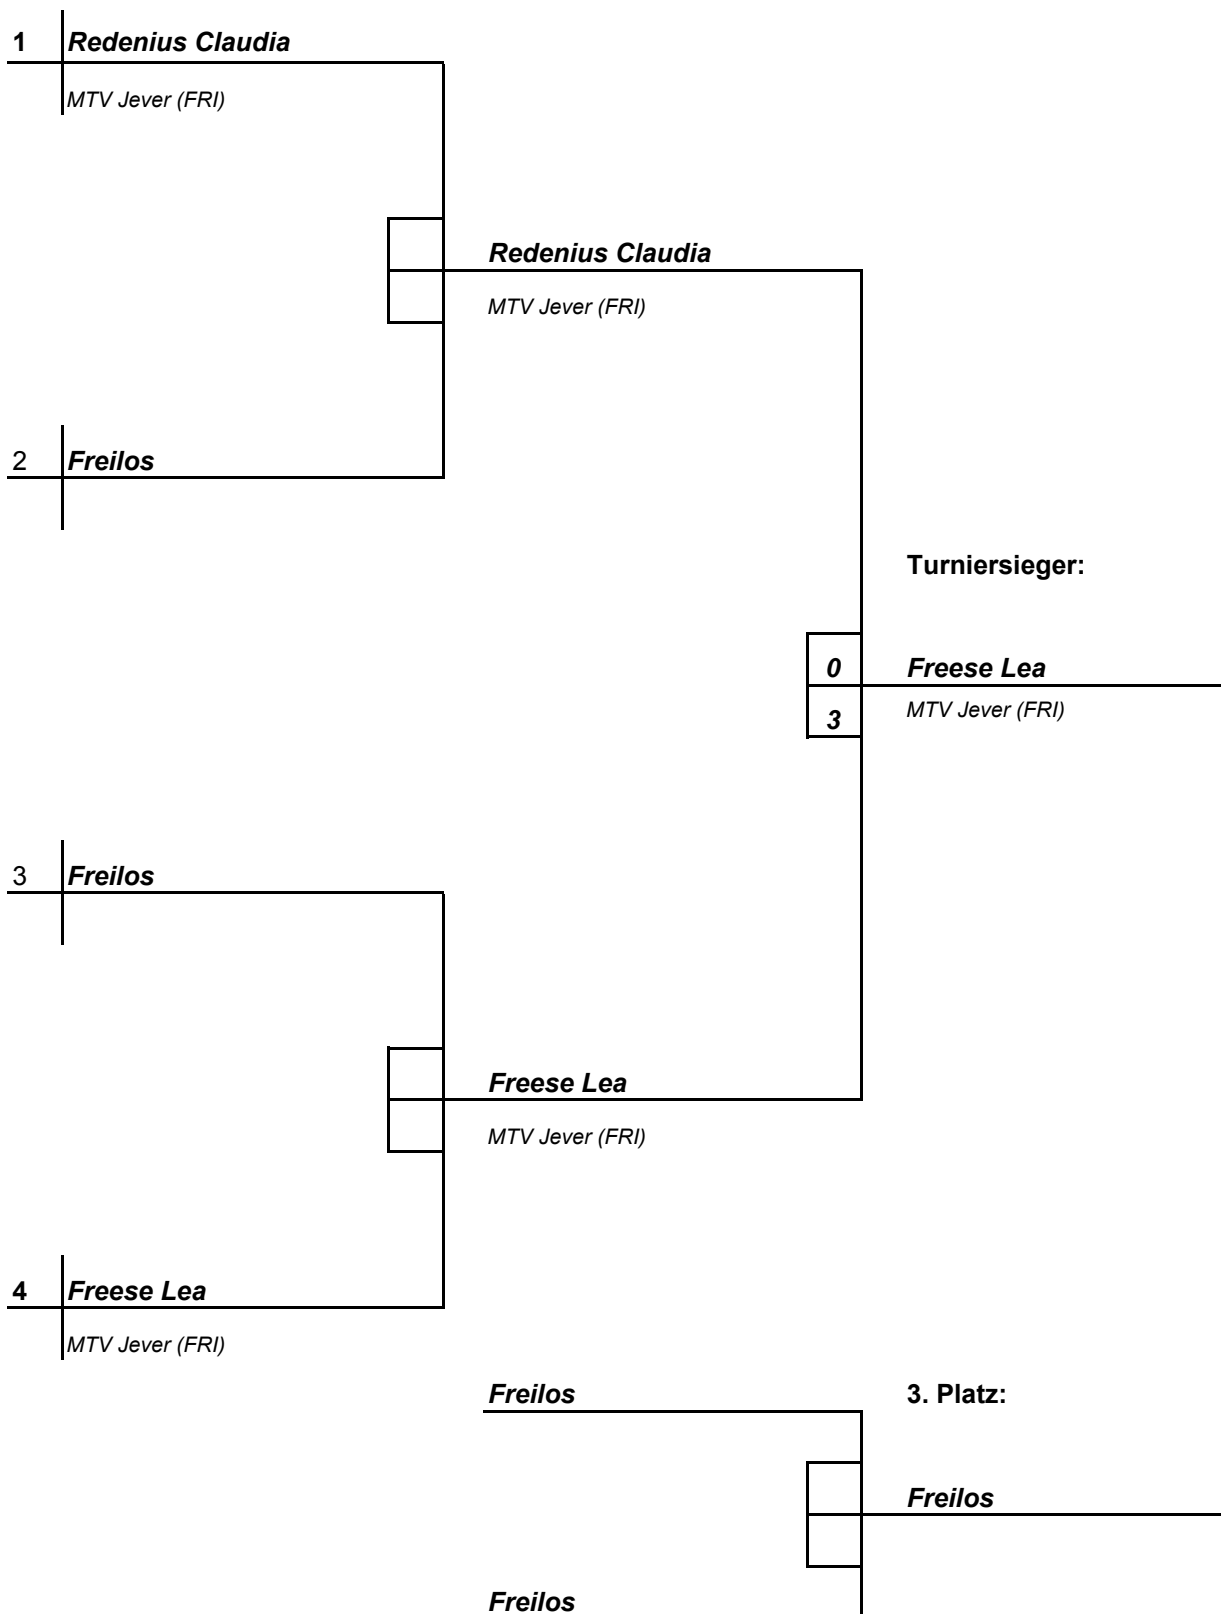 1 Redenius Claudia
MTV Jever (FRI)
Redenius Claudia
MTV Jever (FRI)
2 Freilos
Turniersieger:
0 Freese Lea
3 MTV Jever (FRI)
3 Freilos
Freese Lea
MTV Jever (FRI)
4 Freese Lea
MTV Jever (FRI)
Freilos 3. Platz:
Freilos
Freilos